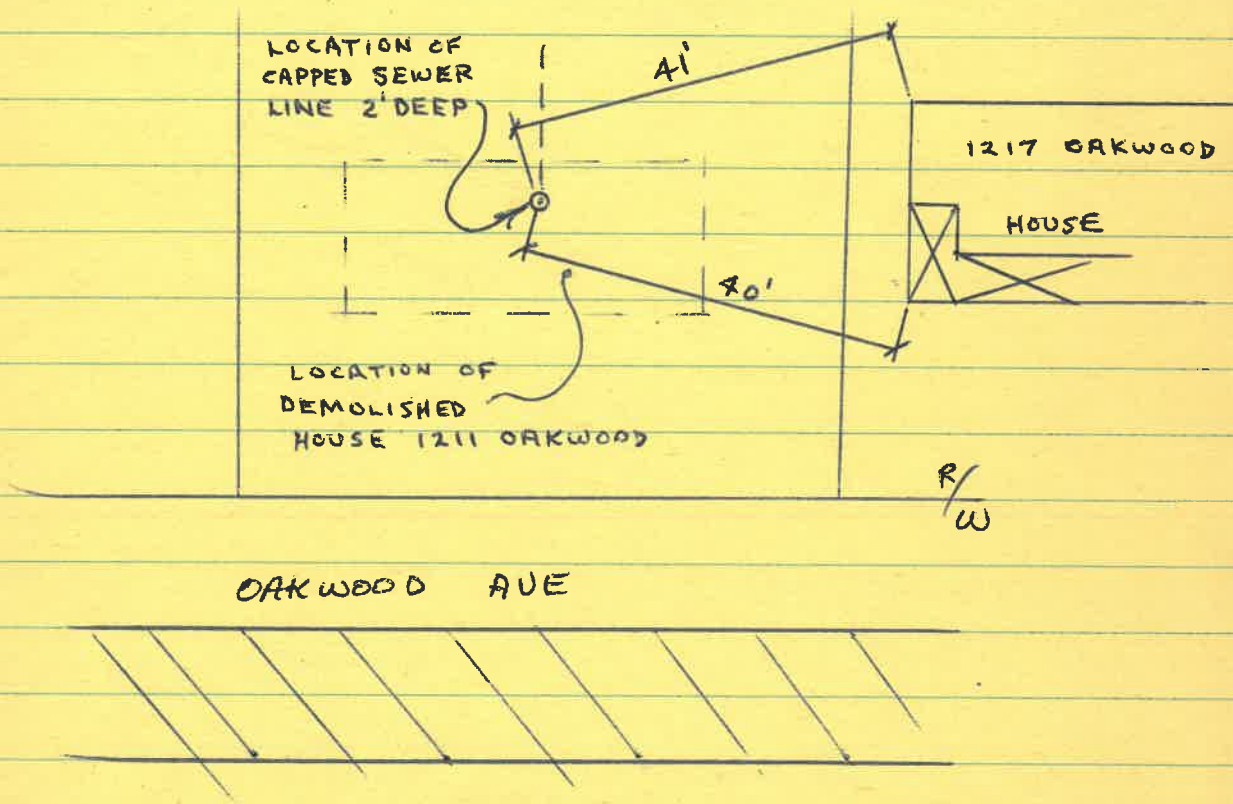 LOCATION OF
CAPPED SEWER
LINE 2' DEEP
41'
1217 OAKWOOD
HOUSE
40'
LOCATION OF
DEMOLISHED
HOUSE 1211 OAKWOOD
R/W
OAKWOOD AVE